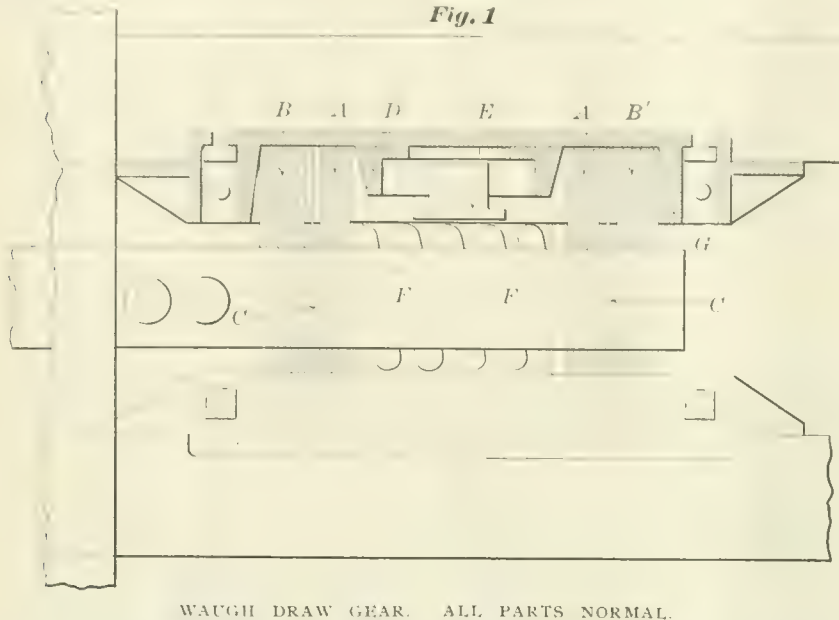 Fig. 1
B A D E A B'
G
C F F C
WAUGH DRAW GEAR. ALL PARTS NORMAL.